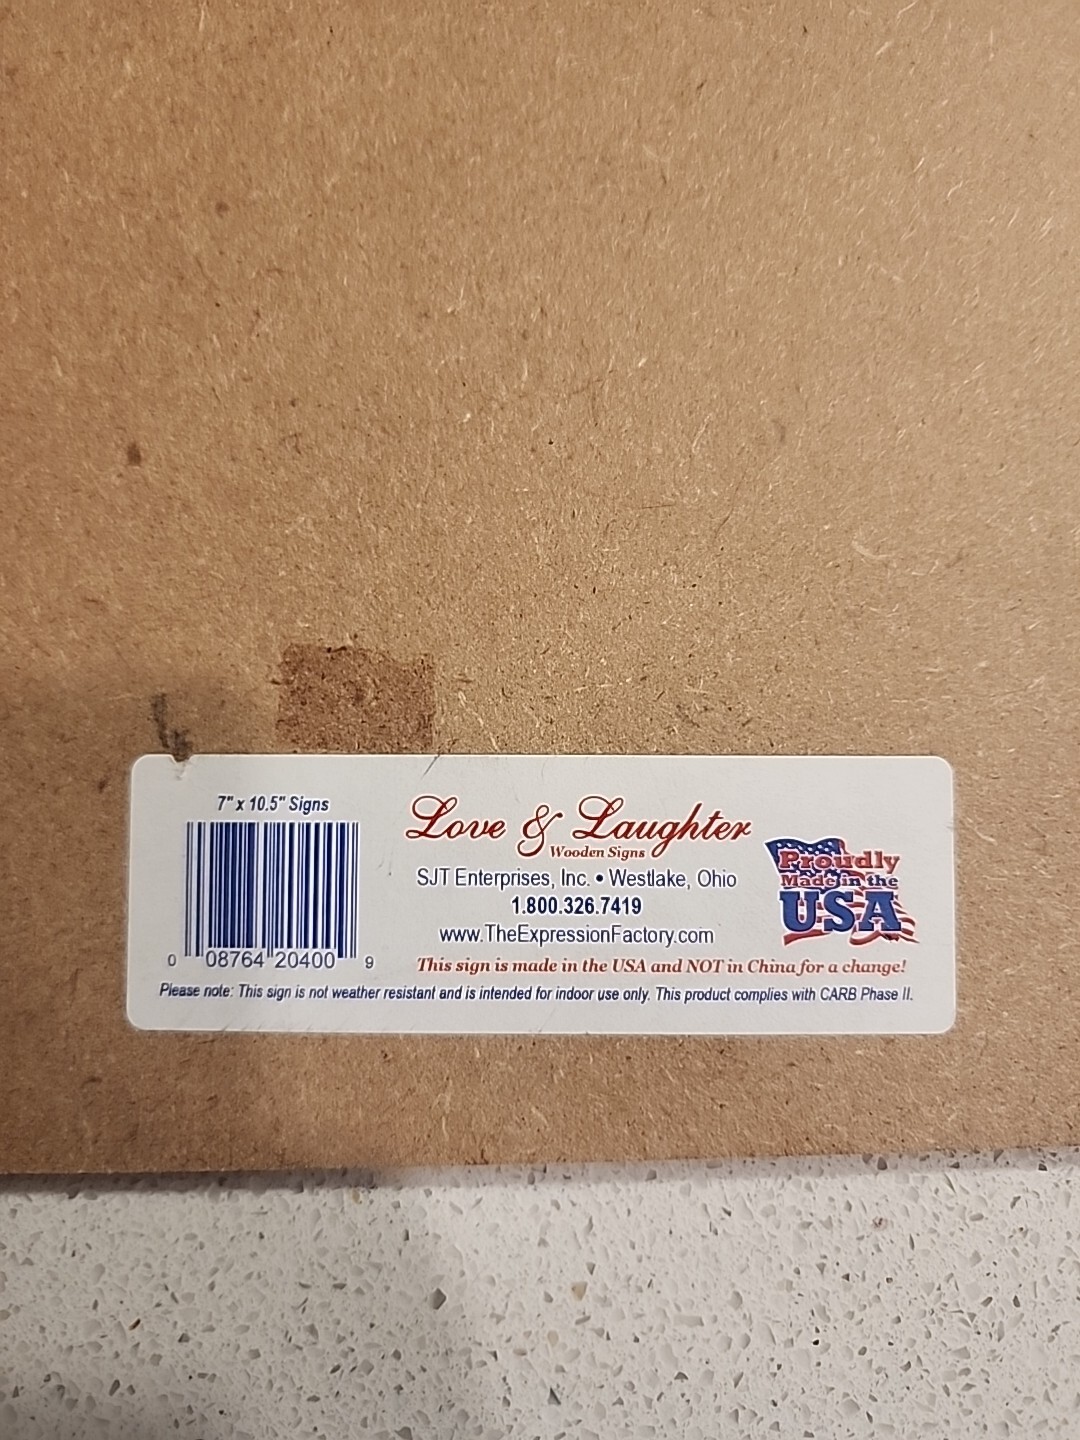 7" x 10.5" Signs
0 08764 20400 9
Love & Laughter
Wooden Signs
SJT Enterprises, Inc. • Westlake, Ohio
1.800.326.7419
www.TheExpressionFactory.com
Proudly
Made in the
USA
This sign is made in the USA and NOT in China for a change!
Please note: This sign is not weather resistant and is intended for indoor use only. This product complies with CARB Phase II.